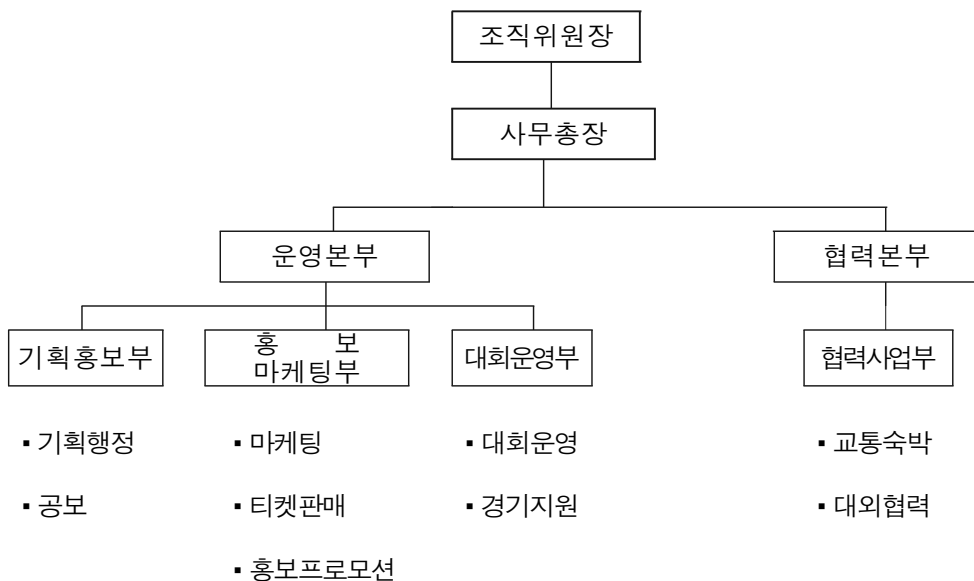 조직위원장
사무총장
운영본부 협력본부
기획홍보부 홍 보 마케팅부 대회운영부 협력사업부
▪ 기획행정 ▪ 마케팅 ▪ 대회운영 ▪ 교통숙박
▪ 공보 ▪ 티켓판매 ▪ 경기지원 ▪ 대외협력
▪ 홍보프로모션